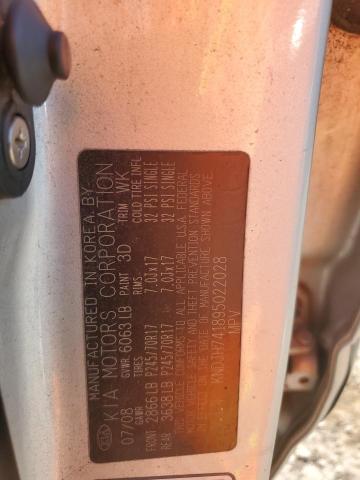 MANUFACTURED IN KOREA BY
KIA MOTORS CORPORATION
KIA
07/08 GVWR 6063 LB PAINT 3D TRIM WK
GAWR TIRES RIMS COLD TIRE INFL
FRONT 2866 LB P245/70R17 7.0JX17 32 PSI SINGLE
REAR 3638 LB P245/70R17 7.0JX17 32 PSI SINGLE
THIS VEHICLE CONFORMS TO ALL APPLICABLE U.S.A FEDERAL
MOTOR VEHICLE SAFETY AND THEFT PREVENTION STANDARDS
IN EFFECT ON THE DATE OF MANUFACTURE SHOWN ABOVE.
KNDJH741895022028
MPV